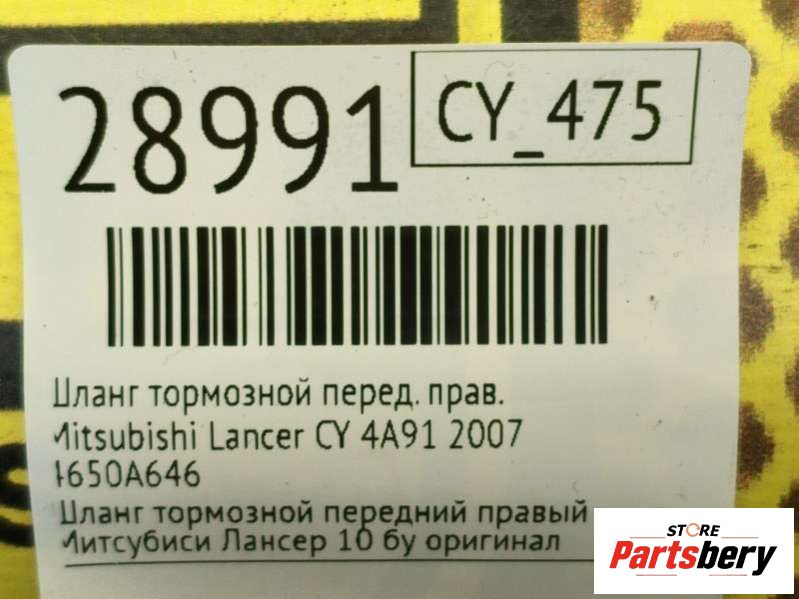 28991
CY_475
Шланг тормозной перед. прав.
Mitsubishi Lancer CY 4A91 2007
4650A646
Шланг тормозной передний правый
Митсубиси Лансер 10 бу оригинал
STORE
Partsbery